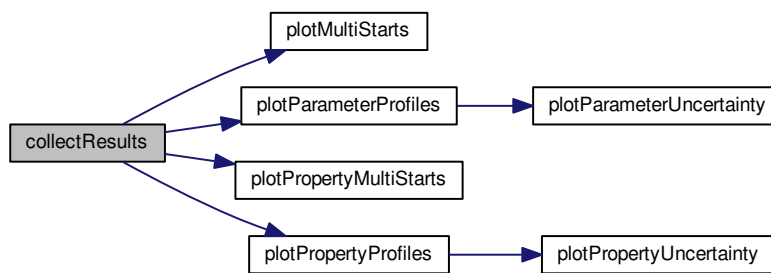 plotMultiStarts
plotParameterProfiles
plotParameterUncertainty
collectResults
plotPropertyMultiStarts
plotPropertyProfiles
plotPropertyUncertainty